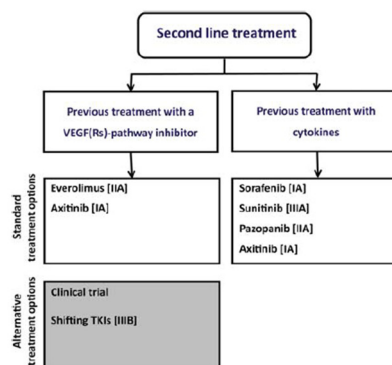 Second line treatment
Previous treatment with a
VEGF(Rs)-pathway inhibitor
Previous treatment with
cytokines
Standard
treatment options
Everolimus [IIA]
Axitinib [IA]
Sorafenib [IA]
Sunitinib [IIIA]
Pazopanib [IIA]
Axitinib [IA]
Alternative
treatment options
Clinical trial
Shifting TKIs [IIIB]